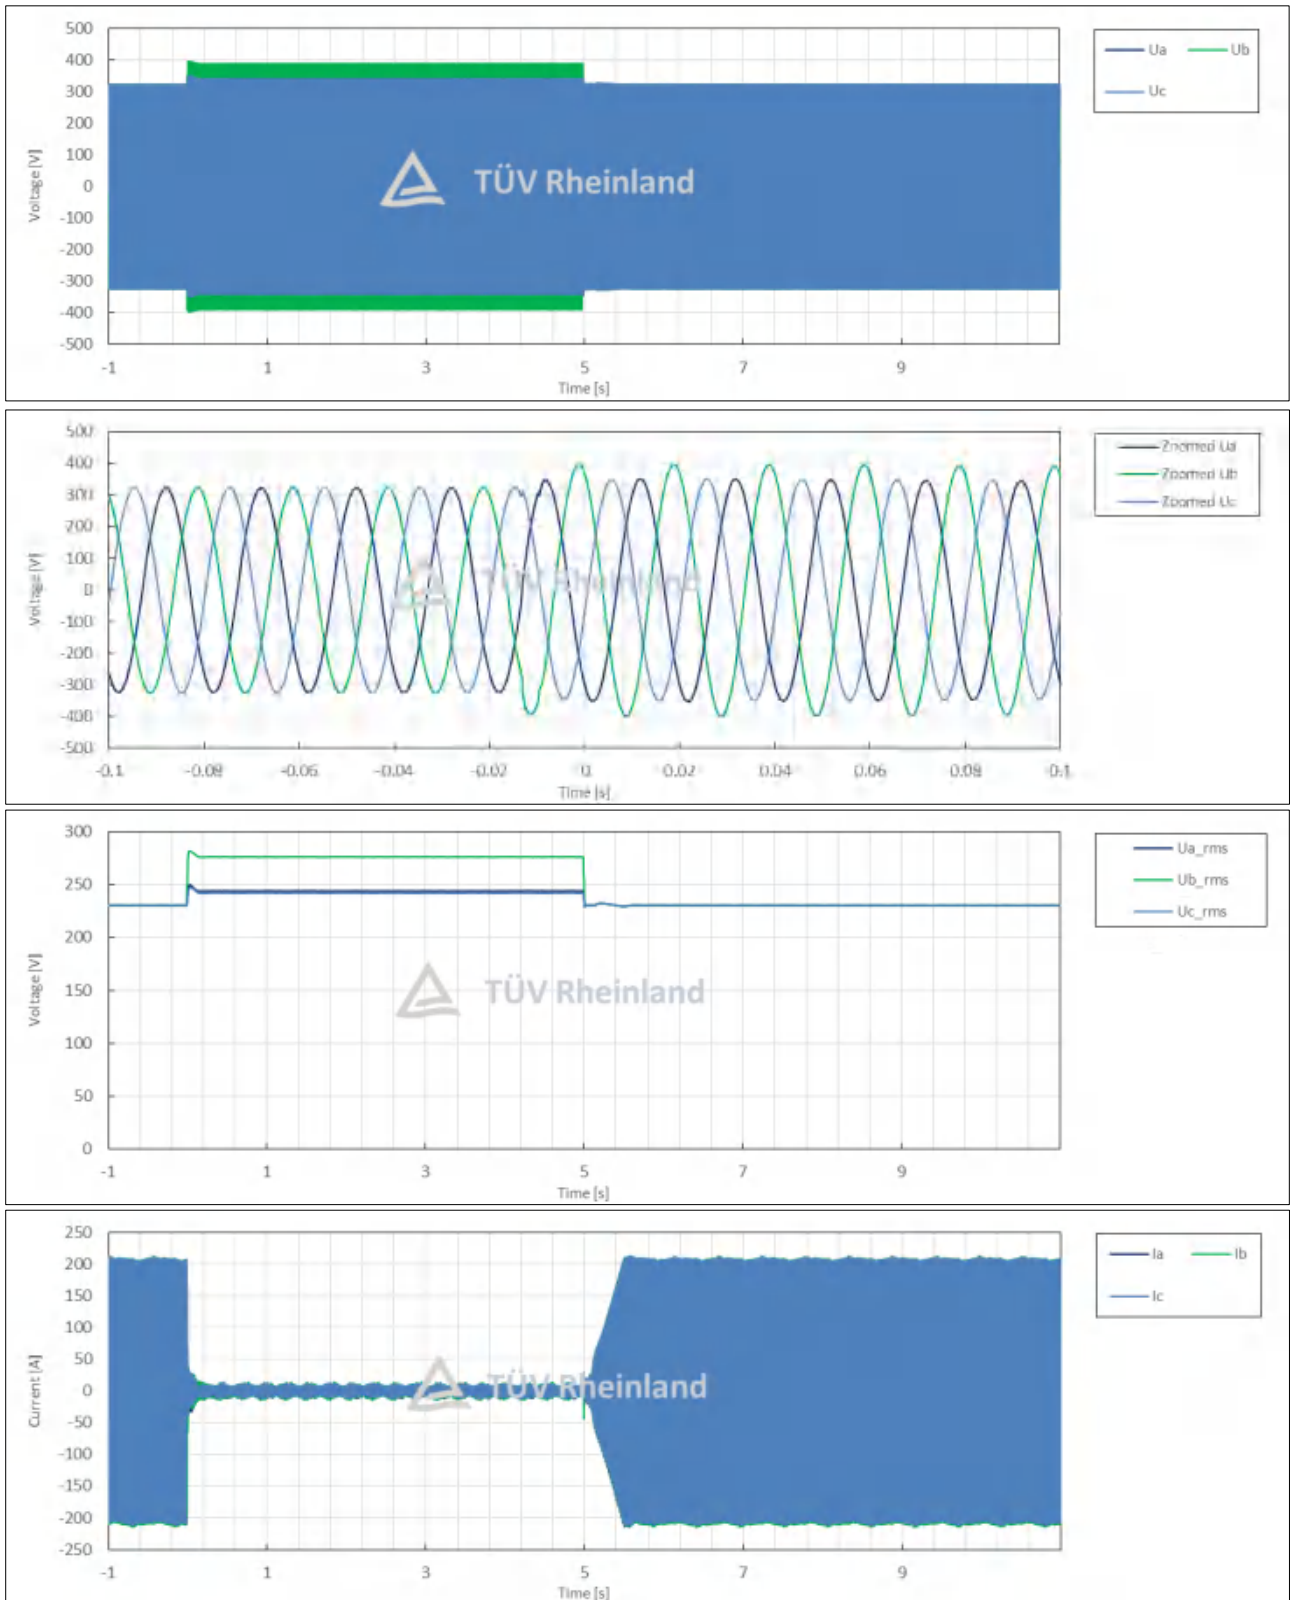 500
400
300
200
100
0
-100
-200
-300
-400
-500
Voltage [V]
-1 1 3 5 7 9
Time [s]
Ua Ub
Uc
TÜV Rheinland
500
400
300
200
100
0
-100
-200
-300
-400
-500
Voltage [V]
-0.1 -0.08 -0.06 -0.04 -0.02 0 0.02 0.04 0.06 0.08 0.1
Time [s]
Zoomed Ua
Zoomed Ub
Zoomed Uc
TÜV Rheinland
300
250
200
150
100
50
0
Voltage [V]
-1 1 3 5 7 9
Time [s]
Ua_rms
Ub_rms
Uc_rms
TÜV Rheinland
250
200
150
100
50
0
-50
-100
-150
-200
-250
Current [A]
-1 1 3 5 7 9
Time [s]
Ia Ib
Ic
TÜV Rheinland